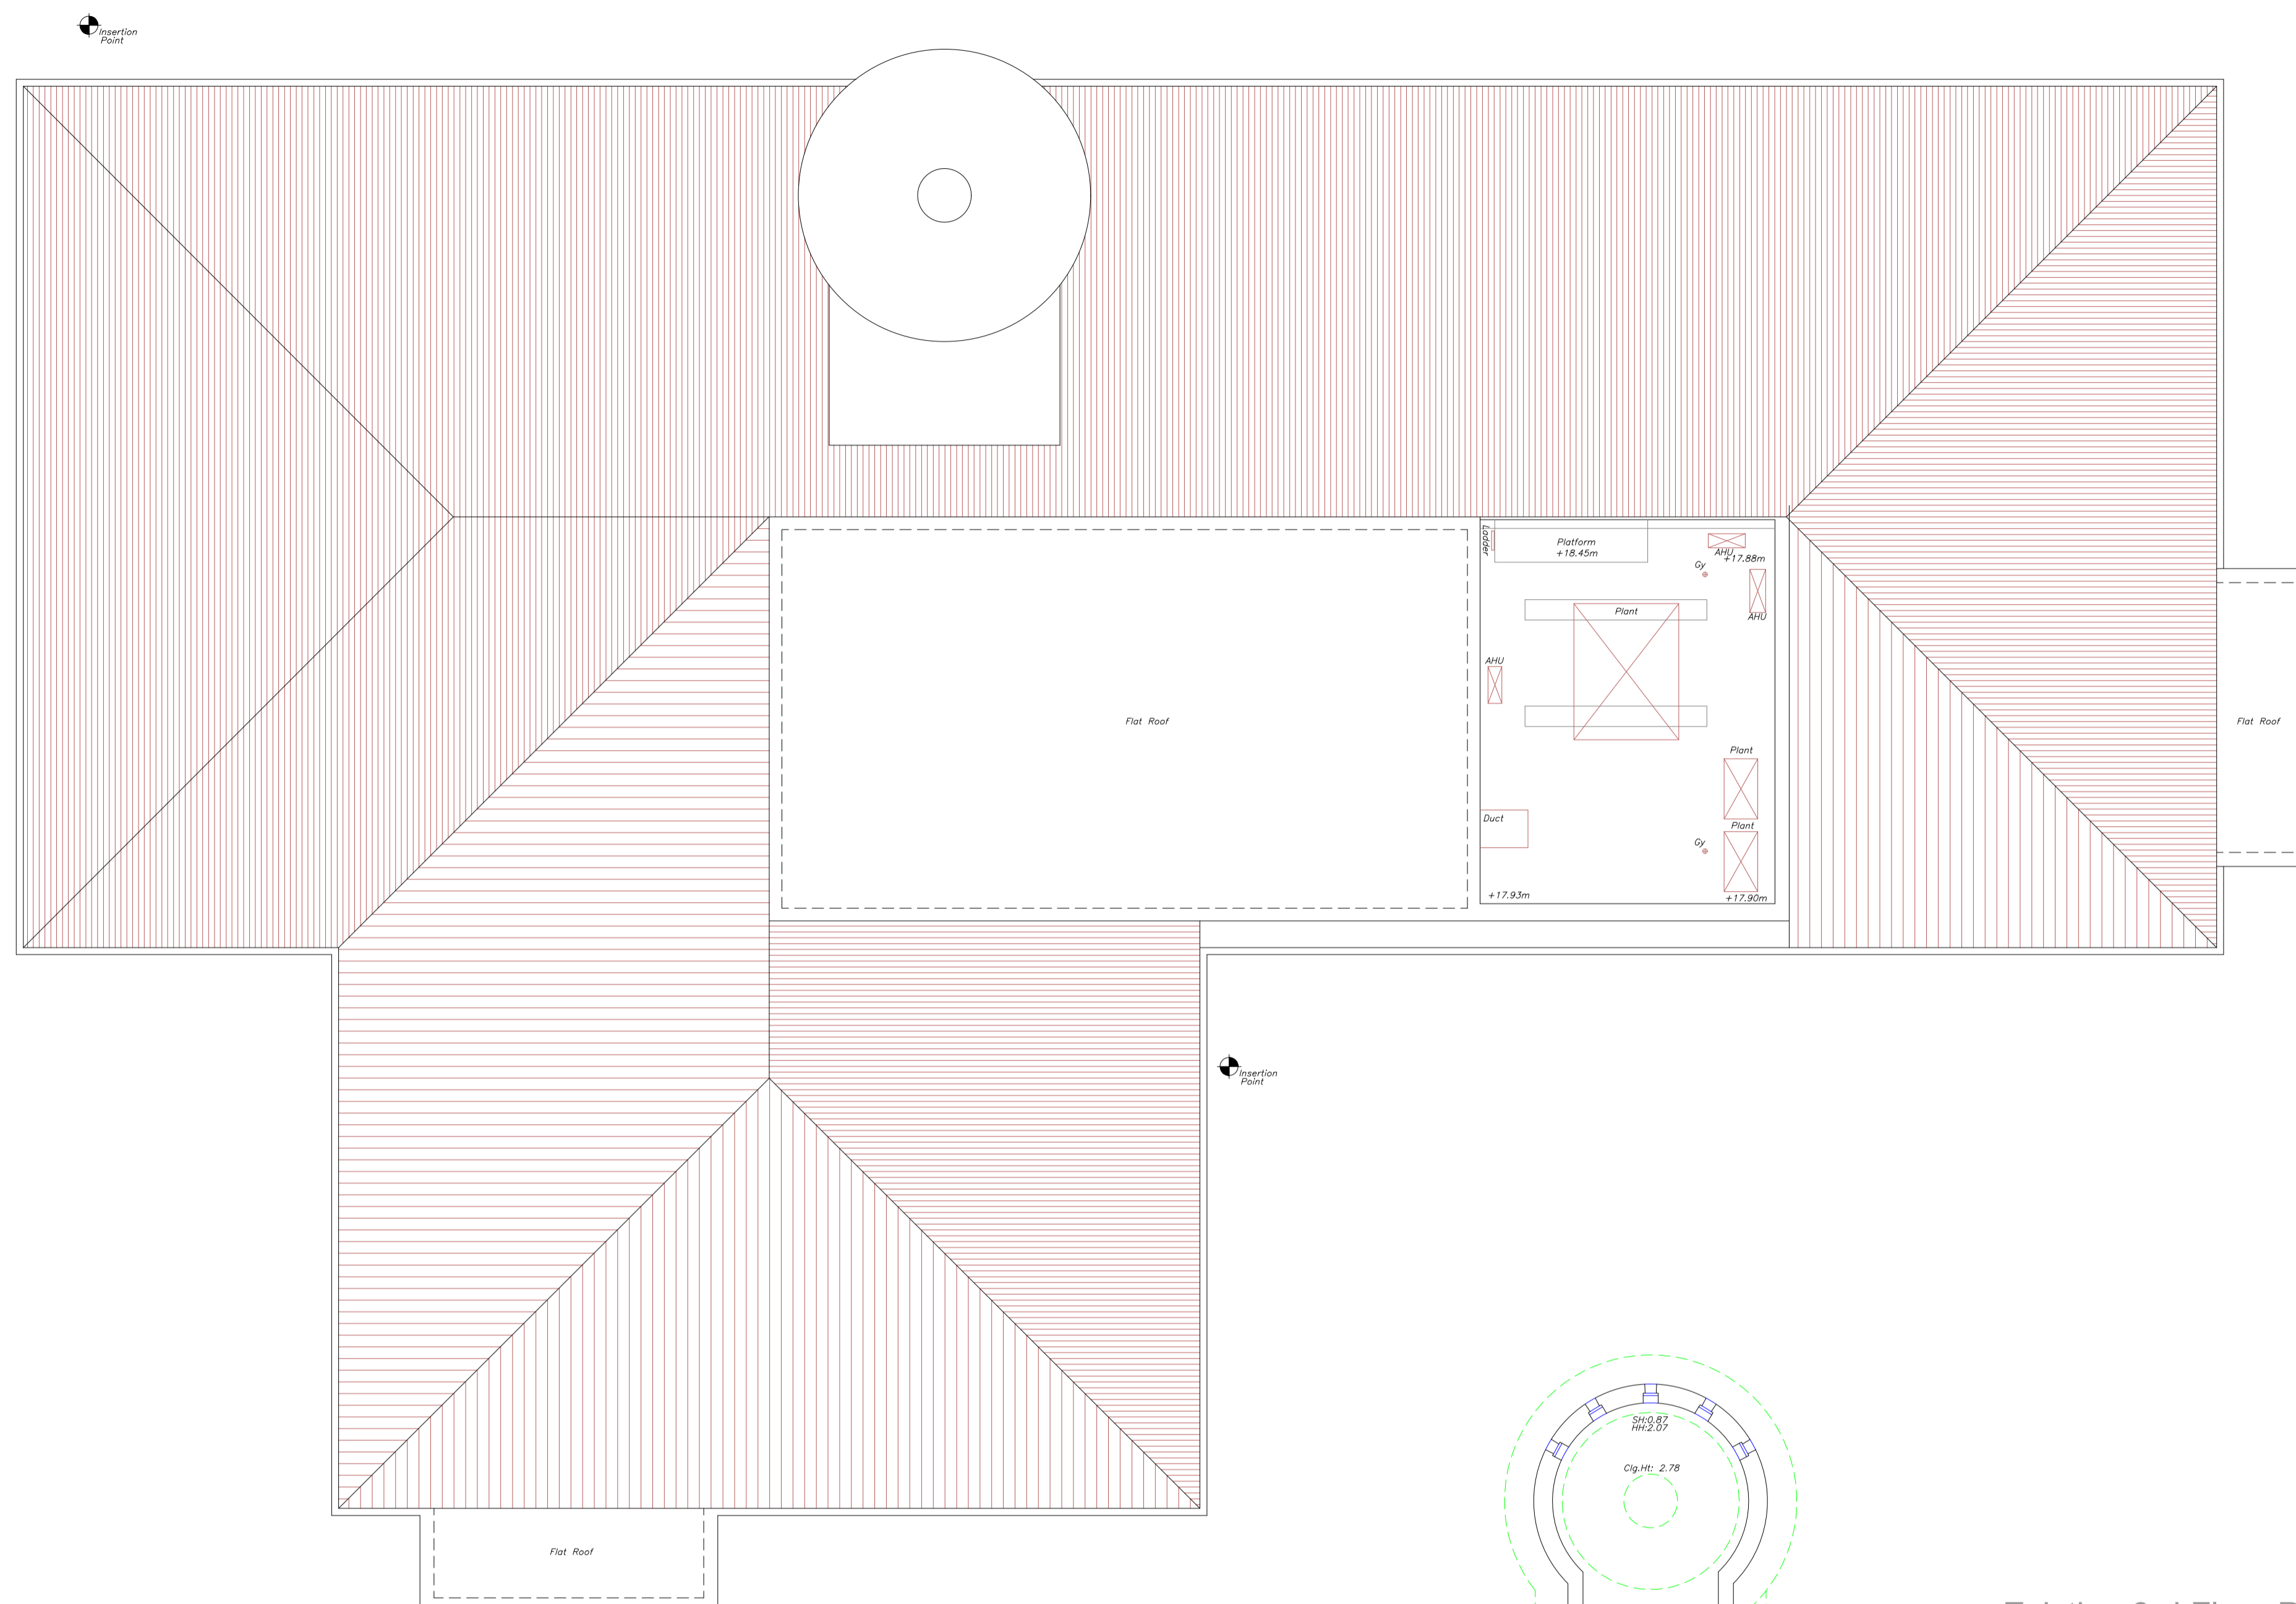 Insertion
Point
Ladder
Platform
+18.45m
AHU
+17.88m
Gy
Plant
AHU
AHU
Flat Roof
Flat Roof
Plant
Duct
Plant
Gy
+17.93m
+17.90m
Insertion
Point
SH:0.87
HH:2.07
Clg.Ht: 2.78
Flat Roof